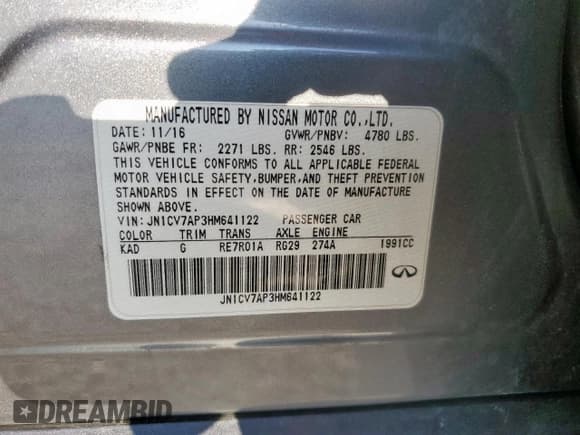 MANUFACTURED BY NISSAN MOTOR CO.,LTD.
DATE: 11/16 GVWR/PNBV: 4780 LBS.
GAWR/PNBE FR: 2271 LBS. RR: 2546 LBS.
THIS VEHICLE CONFORMS TO ALL APPLICABLE FEDERAL
MOTOR VEHICLE SAFETY,BUMPER,AND THEFT PREVENTION
STANDARDS IN EFFECT ON THE DATE OF MANUFACTURE
SHOWN ABOVE.
VIN:JN1CV7AP3HM641122 PASSENGER CAR
COLOR TRIM TRANS AXLE ENGINE
KAD G RE7R01A RG29 274A 1991CC
JN1CV7AP3HM641122
DREAMBID